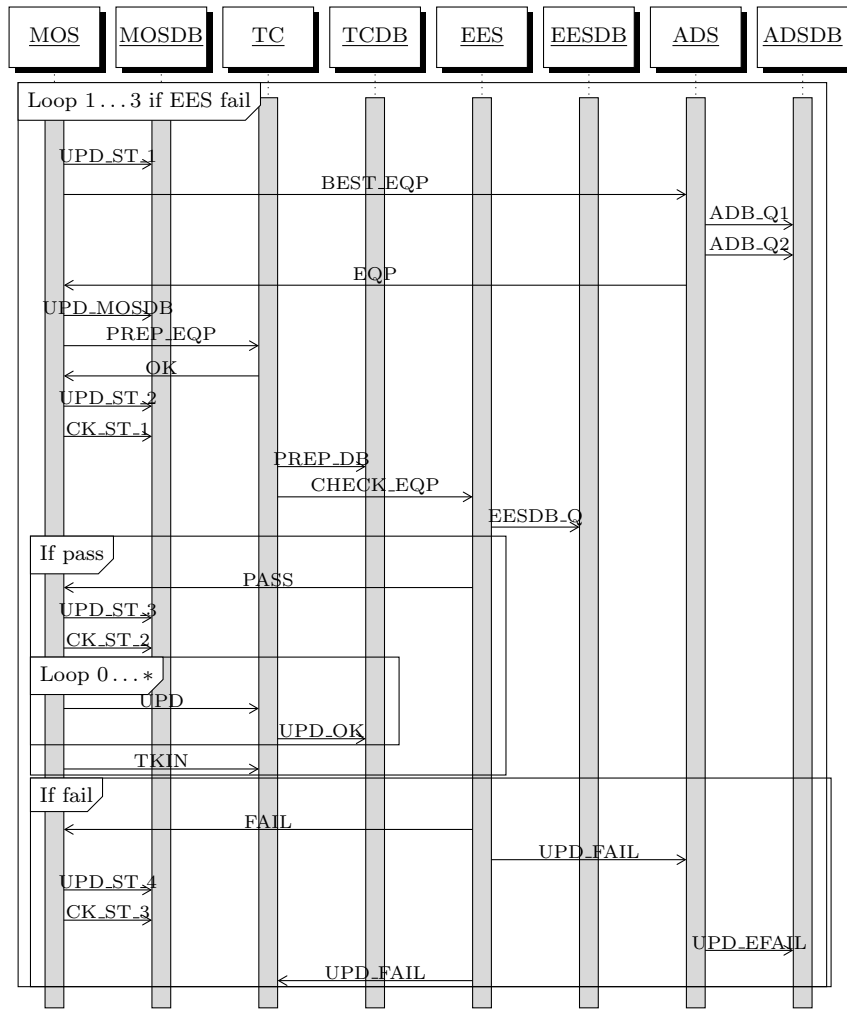 MOS MOSDB TC TCDB EES EESDB ADS ADSDB
Loop 1...3 if EES fail
UPD_ST_1
BEST_EQP
ADB_Q1
ADB_Q2
EQP
UPD_MOSDB
PREP_EQP
OK
UPD_ST_2
CK_ST_1
PREP_DB
CHECK_EQP
EESDB_Q
If pass
PASS
UPD_ST_3
CK_ST_2
Loop 0...*
UPD
UPD_OK
TKIN
If fail
FAIL
UPD_FAIL
UPD_ST_4
CK_ST_3
UPD_EFAIL
UPD_FAIL